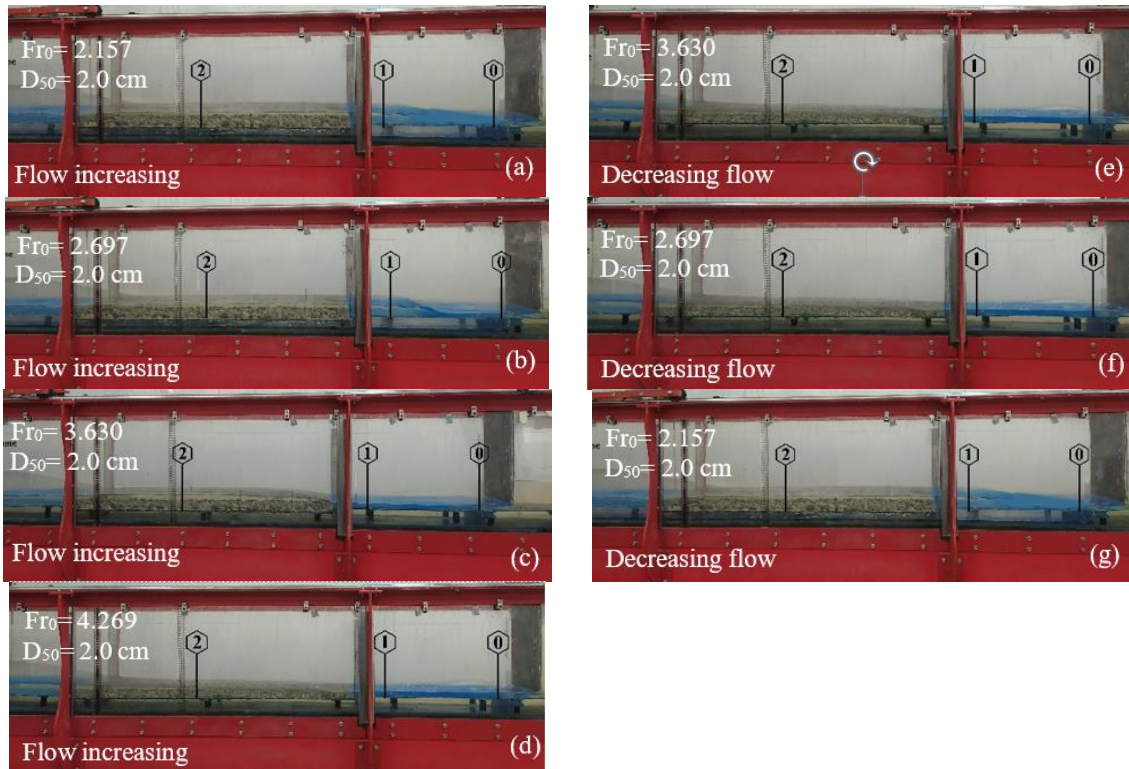 Fr₀= 2.157
D₅₀= 2.0 cm
2
1
0
Flow increasing
(a)
Fr₀= 2.697
D₅₀= 2.0 cm
2
1
0
Flow increasing
(b)
Fr₀= 3.630
D₅₀= 2.0 cm
2
1
0
Flow increasing
(c)
Fr₀= 4.269
D₅₀= 2.0 cm
2
1
0
Flow increasing
(d)
Fr₀= 3.630
D₅₀= 2.0 cm
2
1
0
Decreasing flow
(e)
Fr₀= 2.697
D₅₀= 2.0 cm
2
1
0
Decreasing flow
(f)
Fr₀= 2.157
D₅₀= 2.0 cm
2
1
0
Decreasing flow
(g)